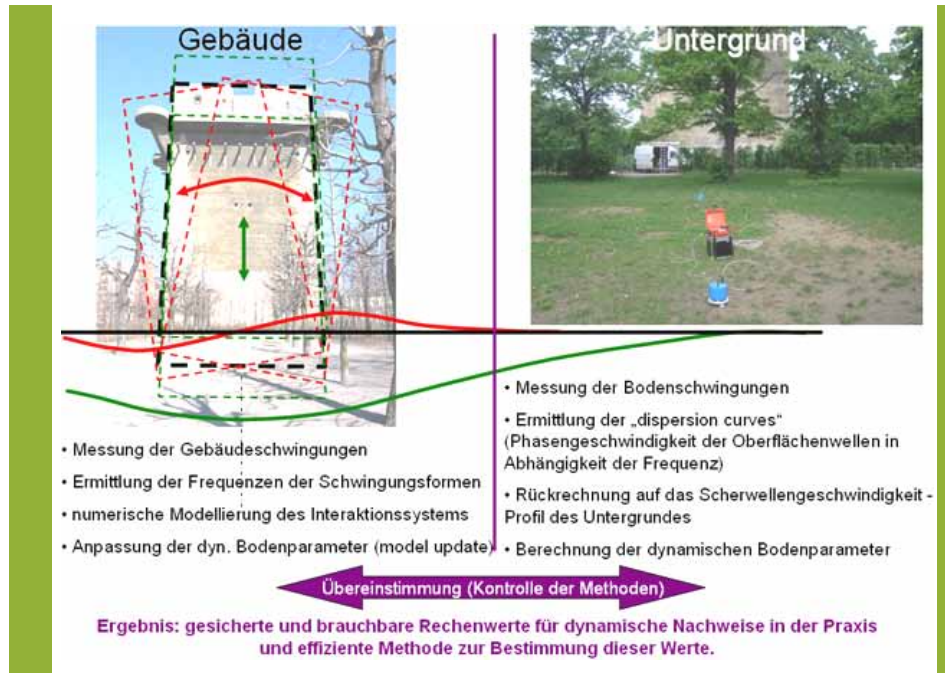 Gebäude
Untergrund
• Messung der Gebäudeschwingungen
• Ermittlung der Frequenzen der Schwingungsformen
• numerische Modellierung des Interaktionssystems
• Anpassung der dyn. Bodenparameter (model update)
• Messung der Bodenschwingungen
• Ermittlung der „dispersion curves“
(Phasengeschwindigkeit der Oberflächenwellen in
Abhängigkeit der Frequenz)
• Rückrechnung auf das Scherwellengeschwindigkeit -
Profil des Untergrundes
• Berechnung der dynamischen Bodenparameter
Übereinstimmung (Kontrolle der Methoden)
Ergebnis: gesicherte und brauchbare Rechenwerte für dynamische Nachweise in der Praxis
und effiziente Methode zur Bestimmung dieser Werte.